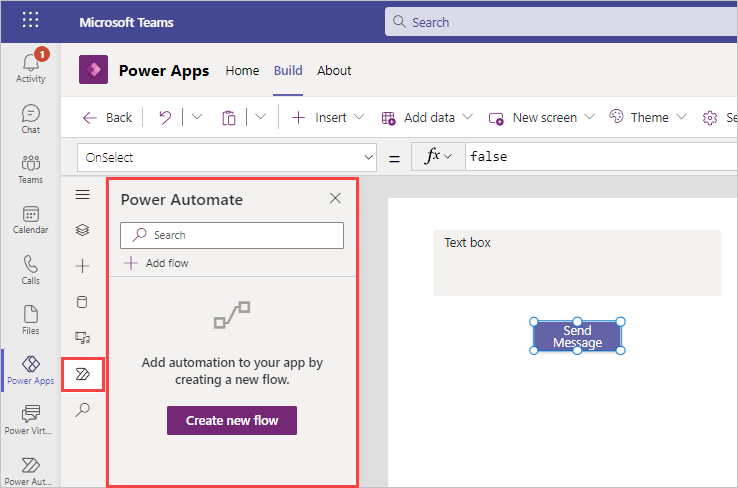 Microsoft Teams
Search
1
Activity
Chat
Teams
Calendar
Calls
Files
Power Apps
Power Virt...
Power Aut...
Power Apps Home Build About
Back Insert Add data New screen Theme Se
OnSelect = fx false
Power Automate
Search
Add flow
Add automation to your app by
creating a new flow.
Create new flow
Text box
Send
Message